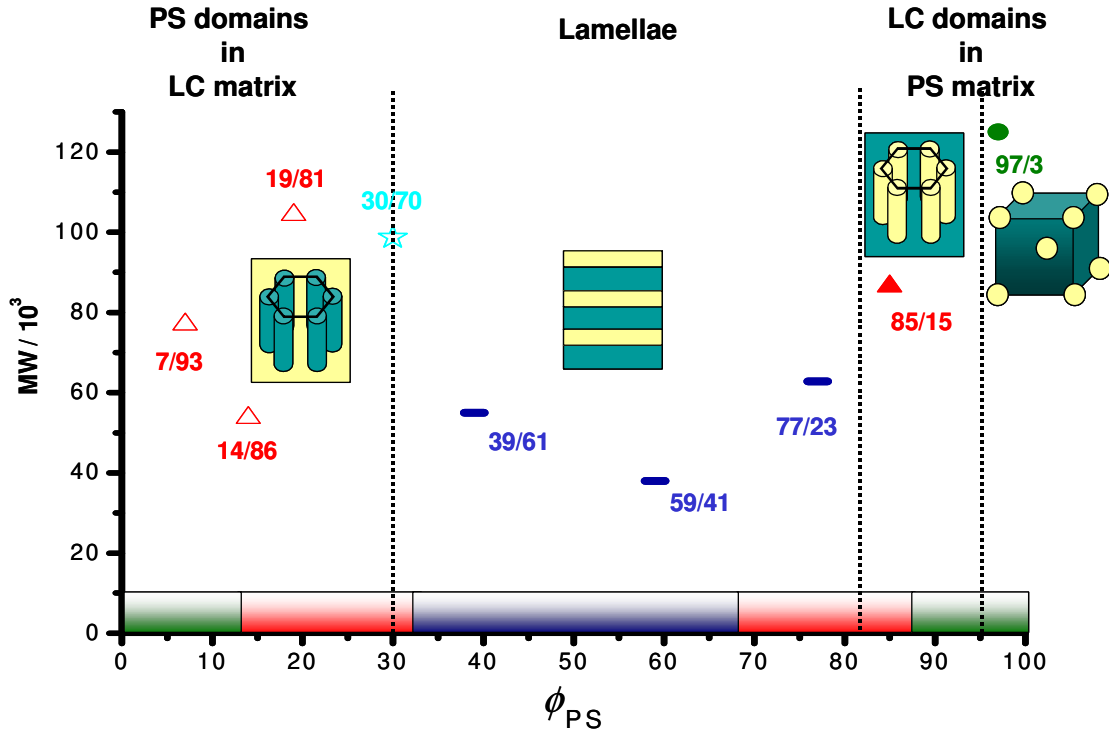 PS domains
in
LC matrix
Lamellae
LC domains
in
PS matrix
MW / 10³
120
100
80
60
40
20
0
19/81
30/70
97/3
7/93
85/15
14/86
39/61
77/23
59/41
0 10 20 30 40 50 60 70 80 90 100
ϕPS